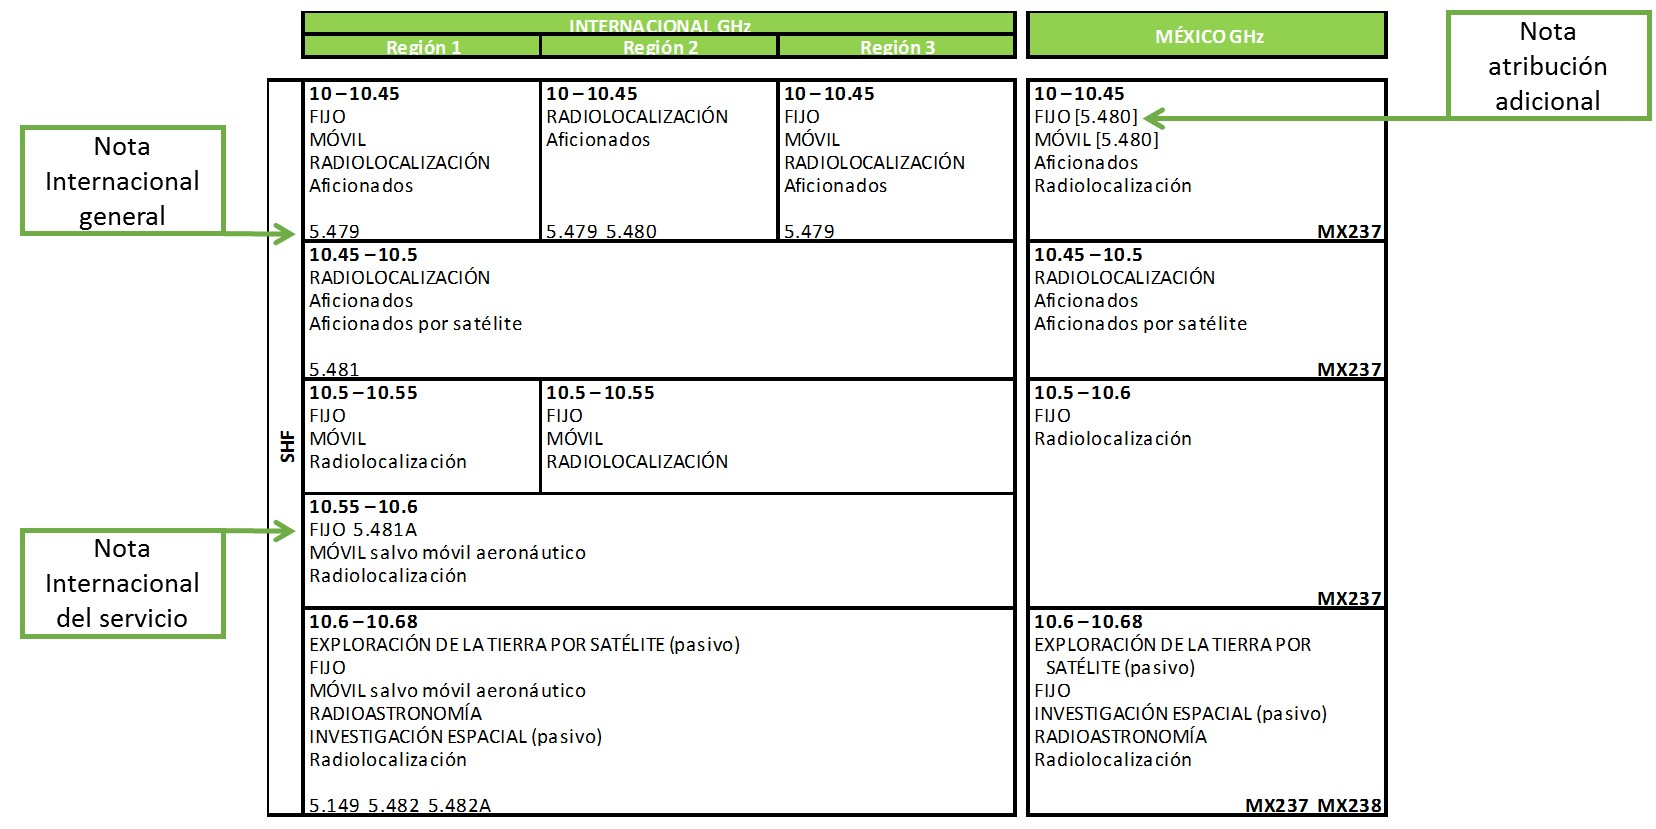 INTERNACIONAL GHz
Región 1
Región 2
Región 3
MÉXICO GHz
Nota
atribución
adicional
Nota
Internacional
general
Nota
Internacional
del servicio
SHF
10 – 10.45
FIJO
MÓVIL
RADIOLOCALIZACIÓN
Aficionados
5.479
10 – 10.45
RADIOLOCALIZACIÓN
Aficionados
5.479 5.480
10 – 10.45
FIJO
MÓVIL
RADIOLOCALIZACIÓN
Aficionados
5.479
10 – 10.45
FIJO [5.480]
MÓVIL [5.480]
Aficionados
Radiolocalización
MX237
10.45 – 10.5
RADIOLOCALIZACIÓN
Aficionados
Aficionados por satélite
5.481
10.45 – 10.5
RADIOLOCALIZACIÓN
Aficionados
Aficionados por satélite
MX237
10.5 – 10.55
FIJO
MÓVIL
Radiolocalización
10.5 – 10.55
FIJO
MÓVIL
RADIOLOCALIZACIÓN
10.5 – 10.6
FIJO
Radiolocalización
MX237
10.55 – 10.6
FIJO 5.481A
MÓVIL salvo móvil aeronáutico
Radiolocalización
10.6 – 10.68
EXPLORACIÓN DE LA TIERRA POR SATÉLITE (pasivo)
FIJO
MÓVIL salvo móvil aeronáutico
RADIOASTRONOMÍA
INVESTIGACIÓN ESPACIAL (pasivo)
Radiolocalización
5.149 5.482 5.482A
10.6 – 10.68
EXPLORACIÓN DE LA TIERRA POR
SATÉLITE (pasivo)
FIJO
INVESTIGACIÓN ESPACIAL (pasivo)
RADIOASTRONOMÍA
Radiolocalización
MX237 MX238